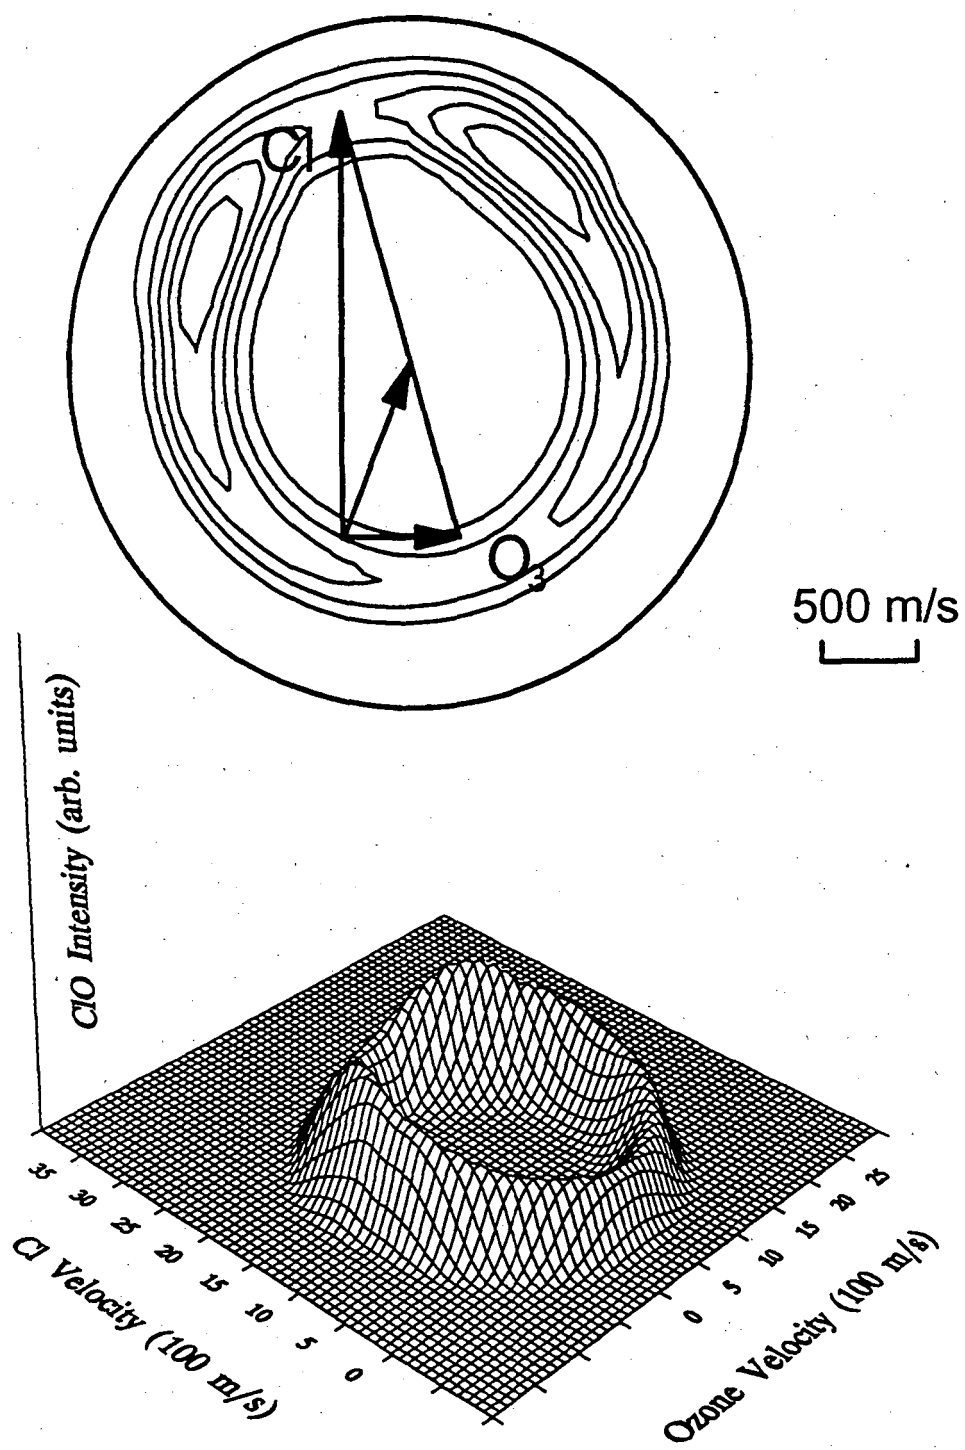 Cl
O3
500 m/s
ClO Intensity (arb. units)
35 30 25 20 15 10 5 0
Cl Velocity (100 m/s)
0 5 10 15 20 25
Ozone Velocity (100 m/s)